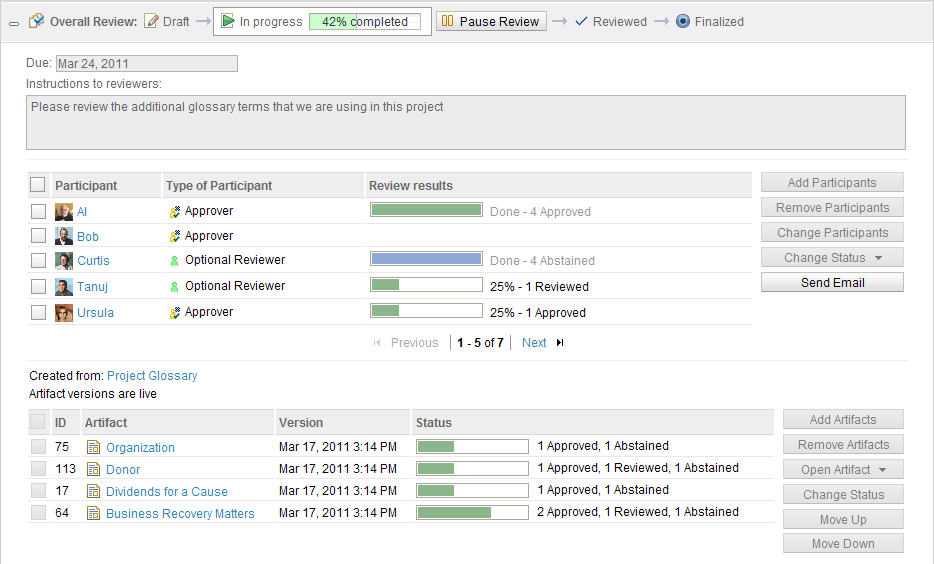 Overall Review: Draft In progress 42% completed Pause Review Reviewed Finalized
Due: Mar 24, 2011
Instructions to reviewers:
Please review the additional glossary terms that we are using in this project
Participant Type of Participant Review results
Al Approver Done - 4 Approved
Bob Approver
Curtis Optional Reviewer Done - 4 Abstained
Tanuj Optional Reviewer 25% - 1 Reviewed
Ursula Approver 25% - 1 Approved
Previous 1 - 5 of 7 Next
Add Participants
Remove Participants
Change Participants
Change Status
Send Email
Created from: Project Glossary
Artifact versions are live
ID Artifact Version Status
75 Organization Mar 17, 2011 3:14 PM 1 Approved, 1 Abstained
113 Donor Mar 17, 2011 3:14 PM 1 Approved, 1 Reviewed, 1 Abstained
17 Dividends for a Cause Mar 17, 2011 3:14 PM 1 Approved, 1 Abstained
64 Business Recovery Matters Mar 17, 2011 3:14 PM 2 Approved, 1 Reviewed, 1 Abstained
Add Artifacts
Remove Artifacts
Open Artifact
Change Status
Move Up
Move Down